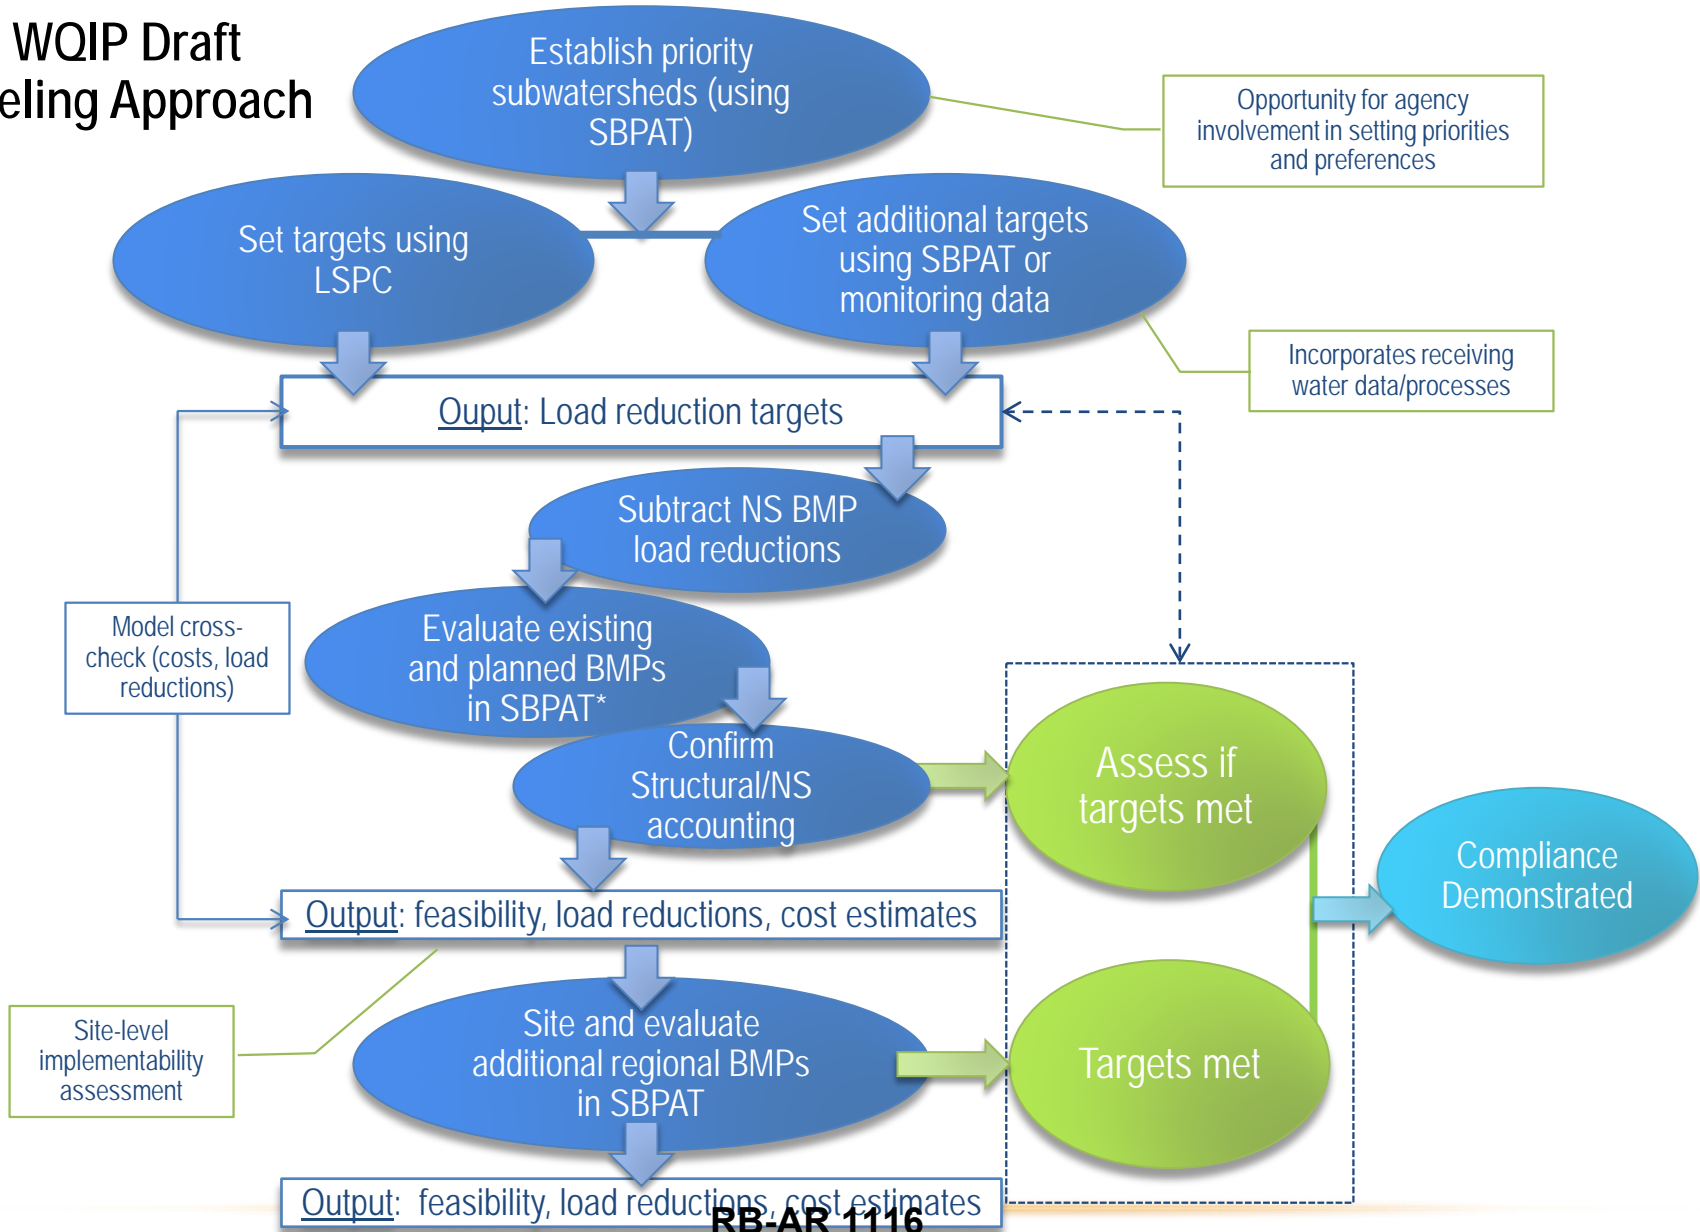 WQIP Draft
eling Approach
Establish priority
subwatersheds (using
SBPAT)
Opportunity for agency
involvement in setting priorities
and preferences
Set targets using
LSPC
Set additional targets
using SBPAT or
monitoring data
Incorporates receiving
water data/processes
Ouput: Load reduction targets
Subtract NS BMP
load reductions
Model cross-
check (costs, load
reductions)
Evaluate existing
and planned BMPs
in SBPAT*
Confirm
Structural/NS
accounting
Assess if
targets met
Compliance
Demonstrated
Output: feasibility, load reductions, cost estimates
Site-level
implementability
assessment
Site and evaluate
additional regional BMPs
in SBPAT
Targets met
Output: feasibility, load reductions, cost estimates
RB-AR 1116